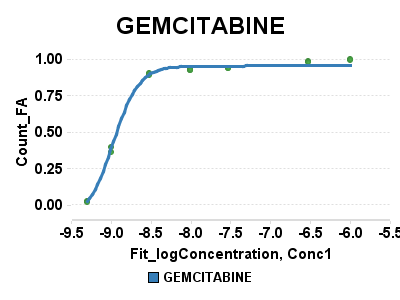 GEMCITABINE
Count_FA
1.00
0.75
0.50
0.25
0.00
-9.5 -9.0 -8.5 -8.0 -7.5 -7.0 -6.5 -6.0 -5.5
Fit_logConcentration, Conc1
GEMCITABINE